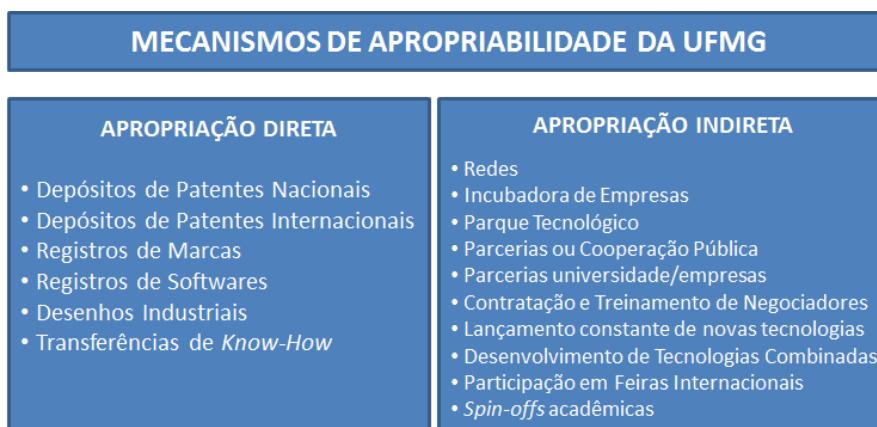 MECANISMOS DE APROPRIABILIDADE DA UFMG
APROPRIAÇÃO DIRETA
• Depósitos de Patentes Nacionais
• Depósitos de Patentes Internacionais
• Registros de Marcas
• Registros de Softwares
• Desenhos Industriais
• Transferências de Know-How
APROPRIAÇÃO INDIRETA
• Redes
• Incubadora de Empresas
• Parque Tecnológico
• Parcerias ou Cooperação Pública
• Parcerias universidade/empresas
• Contratação e Treinamento de Negociadores
• Lançamento constante de novas tecnologias
• Desenvolvimento de Tecnologias Combinadas
• Participação em Feiras Internacionais
• Spin-offs acadêmicas